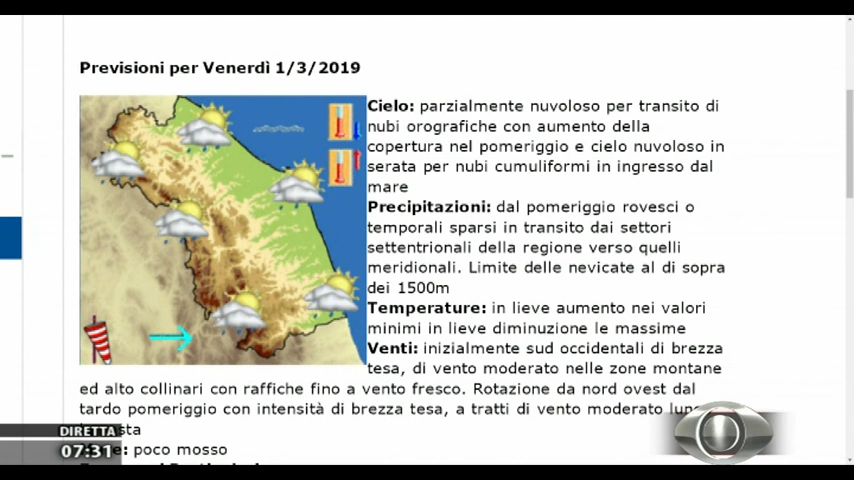 Previsioni per Venerdì 1/3/2019
Cielo: parzialmente nuvoloso per transito di
nubi orografiche con aumento della
copertura nel pomeriggio e cielo nuvoloso in
serata per nubi cumuliformi in ingresso dal
mare
Precipitazioni: dal pomeriggio rovesci o
temporali sparsi in transito dai settori
settentrionali della regione verso quelli
meridionali. Limite delle nevicate al di sopra
dei 1500m
Temperature: in lieve aumento nei valori
minimi in lieve diminuzione le massime
Venti: inizialmente sud occidentali di brezza
tesa, di vento moderato nelle zone montane
ed alto collinari con raffiche fino a vento fresco. Rotazione da nord ovest dal
tardo pomeriggio con intensità di brezza tesa, a tratti di vento moderato
poco mosso
DIRETTA
07:31